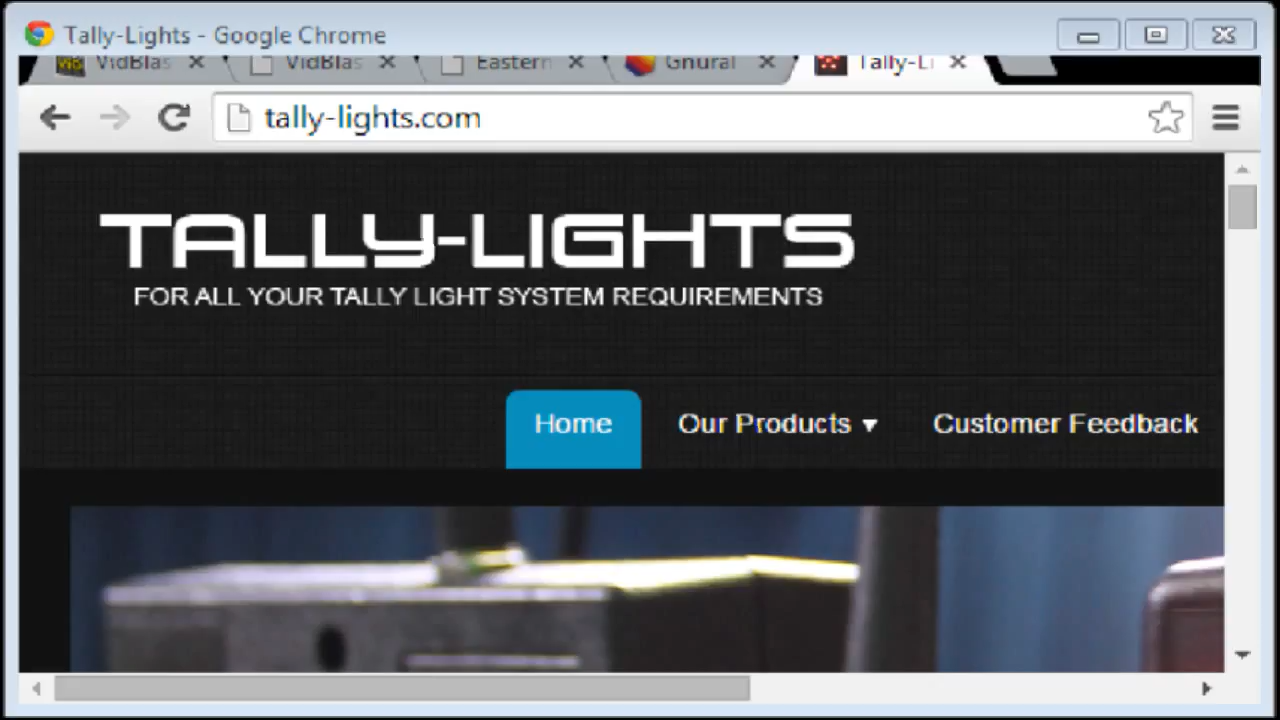 Tally-Lights - Google Chrome
VidBlas VidBlas Eastern Gnural Tally-Li
tally-lights.com
TALLY-LIGHTS
FOR ALL YOUR TALLY LIGHT SYSTEM REQUIREMENTS
Home Our Products Customer Feedback